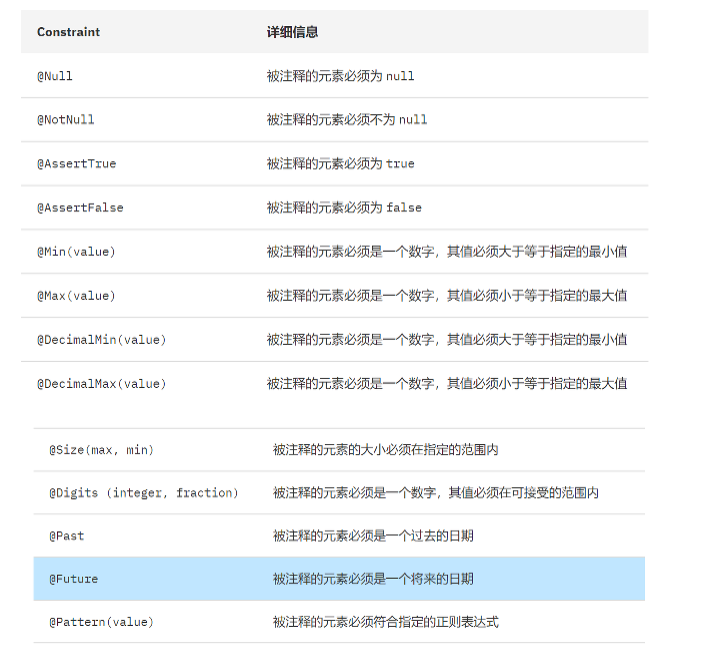 Constraint 详细信息
@Null 被注释的元素必须为 null
@NotNull 被注释的元素必须不为 null
@AssertTrue 被注释的元素必须为 true
@AssertFalse 被注释的元素必须为 false
@Min(value) 被注释的元素必须是一个数字，其值必须大于等于指定的最小值
@Max(value) 被注释的元素必须是一个数字，其值必须小于等于指定的最大值
@DecimalMin(value) 被注释的元素必须是一个数字，其值必须大于等于指定的最小值
@DecimalMax(value) 被注释的元素必须是一个数字，其值必须小于等于指定的最大值
@Size(max, min) 被注释的元素的大小必须在指定的范围内
@Digits (integer, fraction) 被注释的元素必须是一个数字，其值必须在可接受的范围内
@Past 被注释的元素必须是一个过去的日期
@Future 被注释的元素必须是一个将来的日期
@Pattern(value) 被注释的元素必须符合指定的正则表达式